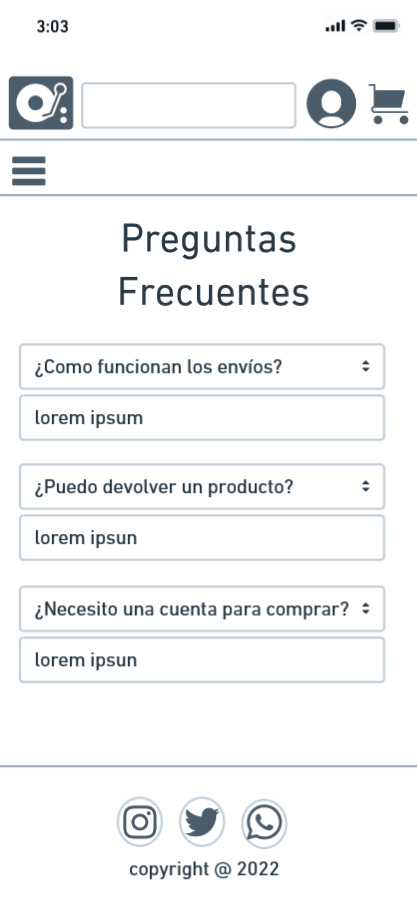 3:03
Preguntas
Frecuentes
¿Como funcionan los envíos?
lorem ipsum
¿Puedo devolver un producto?
lorem ipsun
¿Necesito una cuenta para comprar?
lorem ipsun
copyright @ 2022